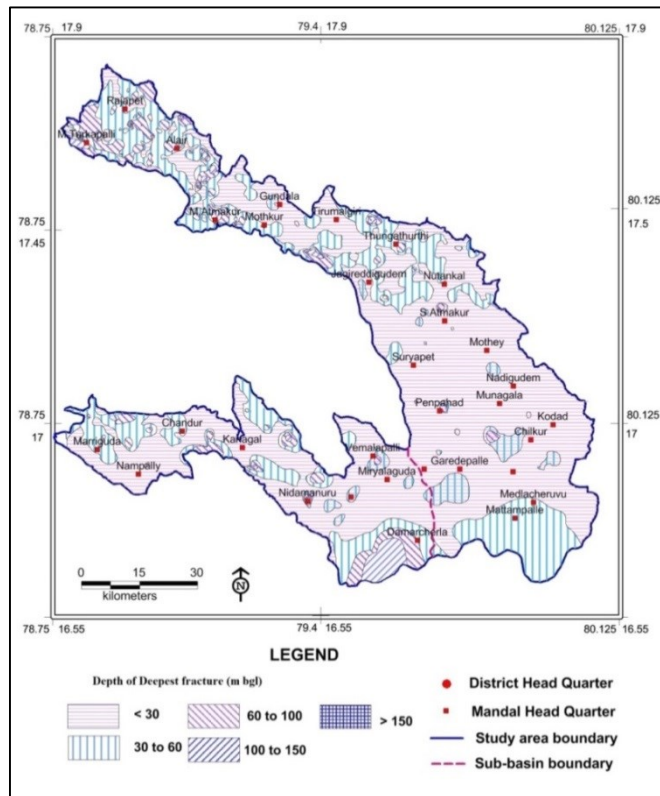 78.75 79.4 17.9 80.125 17.9
17.9
Rajapet
M.Turkapalli
Alair
Gundala
M.Atmakur
Mothkur
Tirumalgiri
80.125
17.5
78.75
17.45
Thungathurthi
Jajireddigudem
Nutankal
S.Atmakur
Mothey
Suryapet
Nadigudem
Penpahad
Munagala
78.75
17
80.125
17
Kodad
Chilkur
Chandur
Marriguda
Kanagal
Nampally
Vemalapalli
Miryalaguda
Garedepalle
Nidamanuru
Medlacheruvu
Mattampalle
Damarcherla
0 15 30
kilometers
N
78.75 16.55 79.4 16.55 80.125 16.55
LEGEND
Depth of Deepest fracture (m bgl)
< 30
60 to 100
> 150
30 to 60
100 to 150
District Head Quarter
Mandal Head Quarter
Study area boundary
Sub-basin boundary